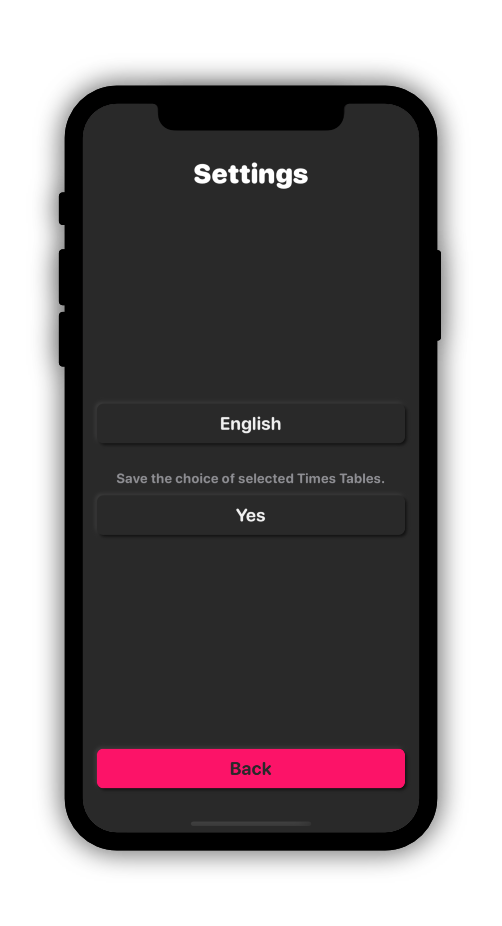 Settings
English
Save the choice of selected Times Tables.
Yes
Back